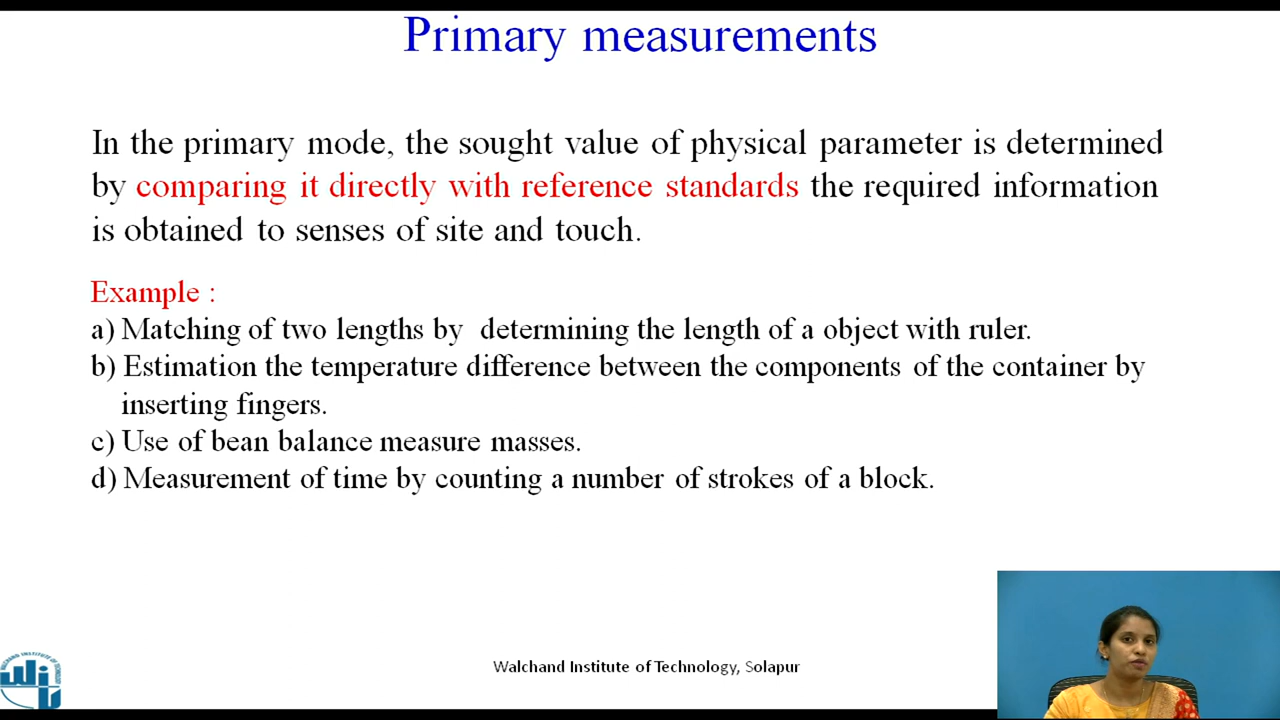 Primary measurements
In the primary mode, the sought value of physical parameter is determined
by comparing it directly with reference standards the required information
is obtained to senses of site and touch.
Example :
a) Matching of two lengths by determining the length of a object with ruler.
b) Estimation the temperature difference between the components of the container by
inserting fingers.
c) Use of bean balance measure masses.
d) Measurement of time by counting a number of strokes of a block.
Walchand Institute of Technology, Solapur